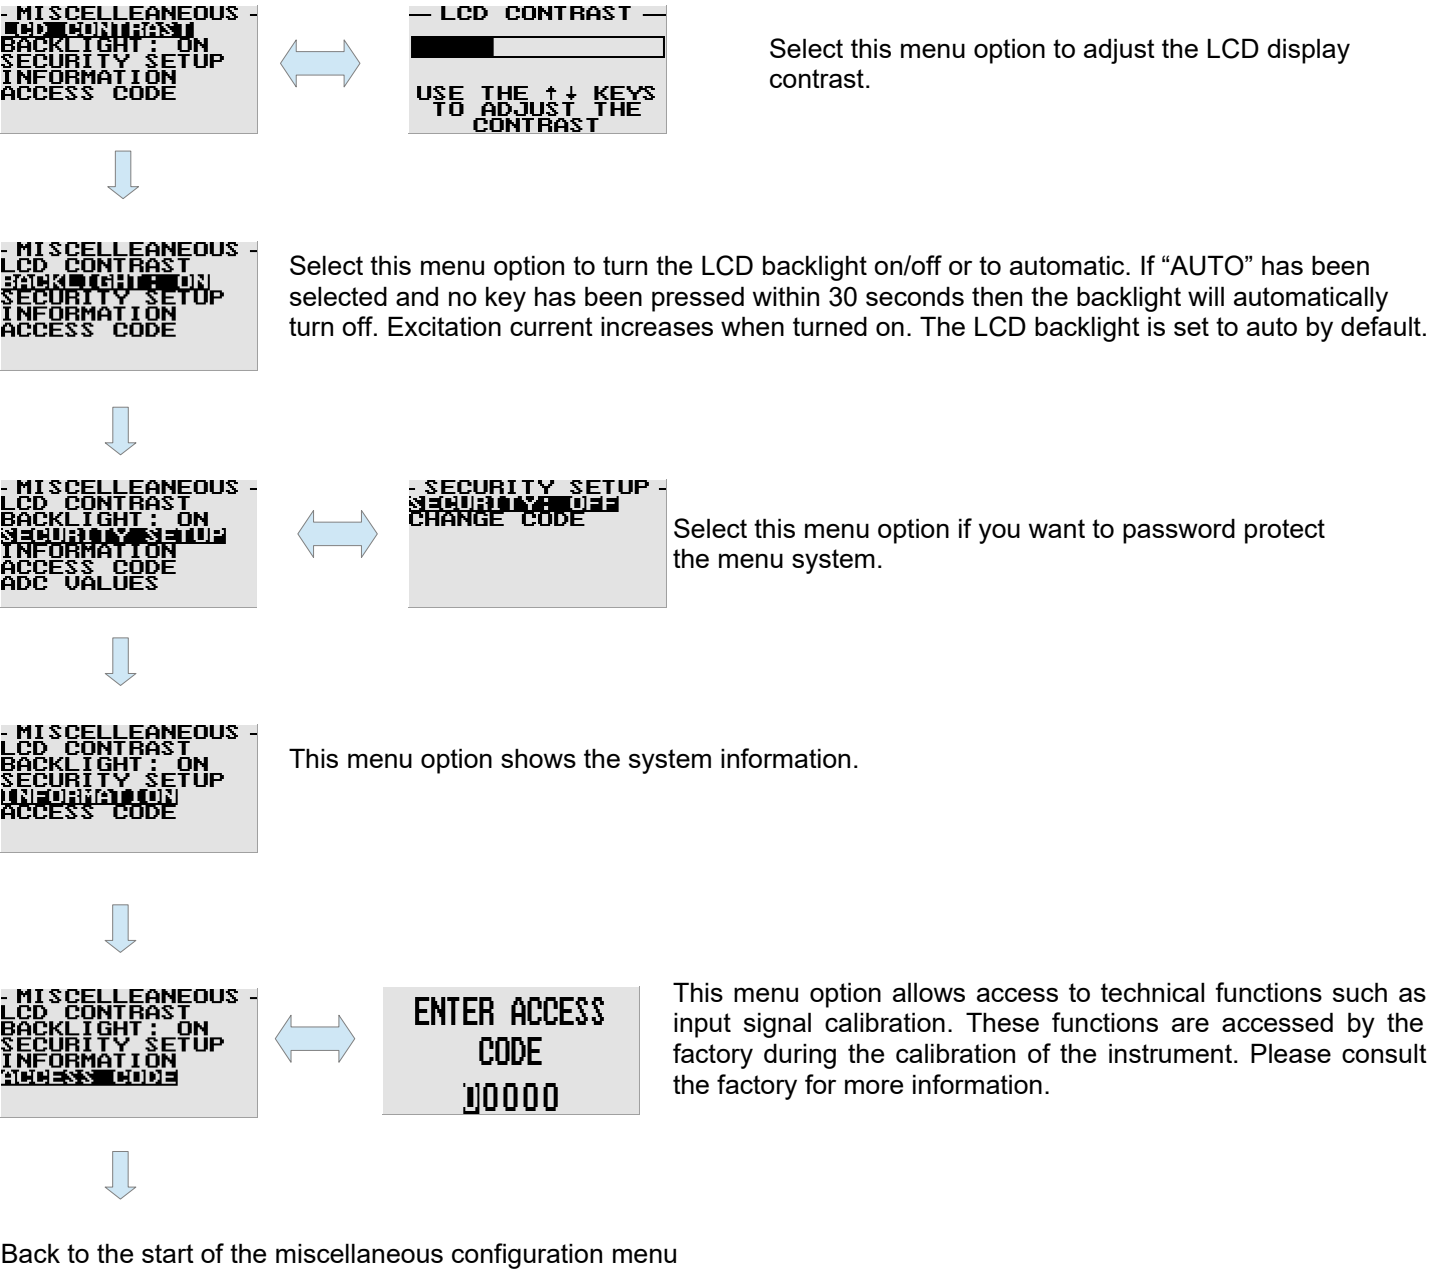 - MISCELLEANEOUS -
LCD CONTRAST
BACKLIGHT: ON
SECURITY SETUP
INFORMATION
ACCESS CODE
— LCD CONTRAST —
USE THE ↑↓ KEYS
TO ADJUST THE
CONTRAST
Select this menu option to adjust the LCD display
contrast.
- MISCELLEANEOUS -
LCD CONTRAST
BACKLIGHT: ON
SECURITY SETUP
INFORMATION
ACCESS CODE
Select this menu option to turn the LCD backlight on/off or to automatic. If “AUTO” has been
selected and no key has been pressed within 30 seconds then the backlight will automatically
turn off. Excitation current increases when turned on. The LCD backlight is set to auto by default.
- MISCELLEANEOUS -
LCD CONTRAST
BACKLIGHT: ON
SECURITY SETUP
INFORMATION
ACCESS CODE
ADC VALUES
- SECURITY SETUP -
SECURITY: OFF
CHANGE CODE
Select this menu option if you want to password protect
the menu system.
- MISCELLEANEOUS -
LCD CONTRAST
BACKLIGHT: ON
SECURITY SETUP
INFORMATION
ACCESS CODE
This menu option shows the system information.
- MISCELLEANEOUS -
LCD CONTRAST
BACKLIGHT: ON
SECURITY SETUP
INFORMATION
ACCESS CODE
ENTER ACCESS
CODE
00000
This menu option allows access to technical functions such as
input signal calibration. These functions are accessed by the
factory during the calibration of the instrument. Please consult
the factory for more information.
Back to the start of the miscellaneous configuration menu